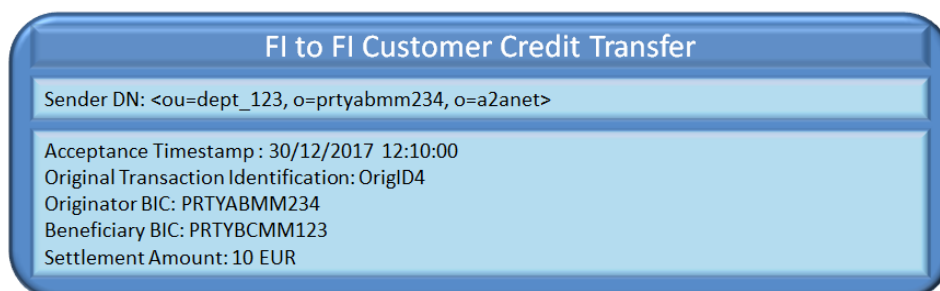 FI to FI Customer Credit Transfer
Sender DN: <ou=dept_123, o=prtyabmm234, o=a2anet>
Acceptance Timestamp : 30/12/2017 12:10:00
Original Transaction Identification: OrigID4
Originator BIC: PRTYABMM234
Beneficiary BIC: PRTYBCMM123
Settlement Amount: 10 EUR